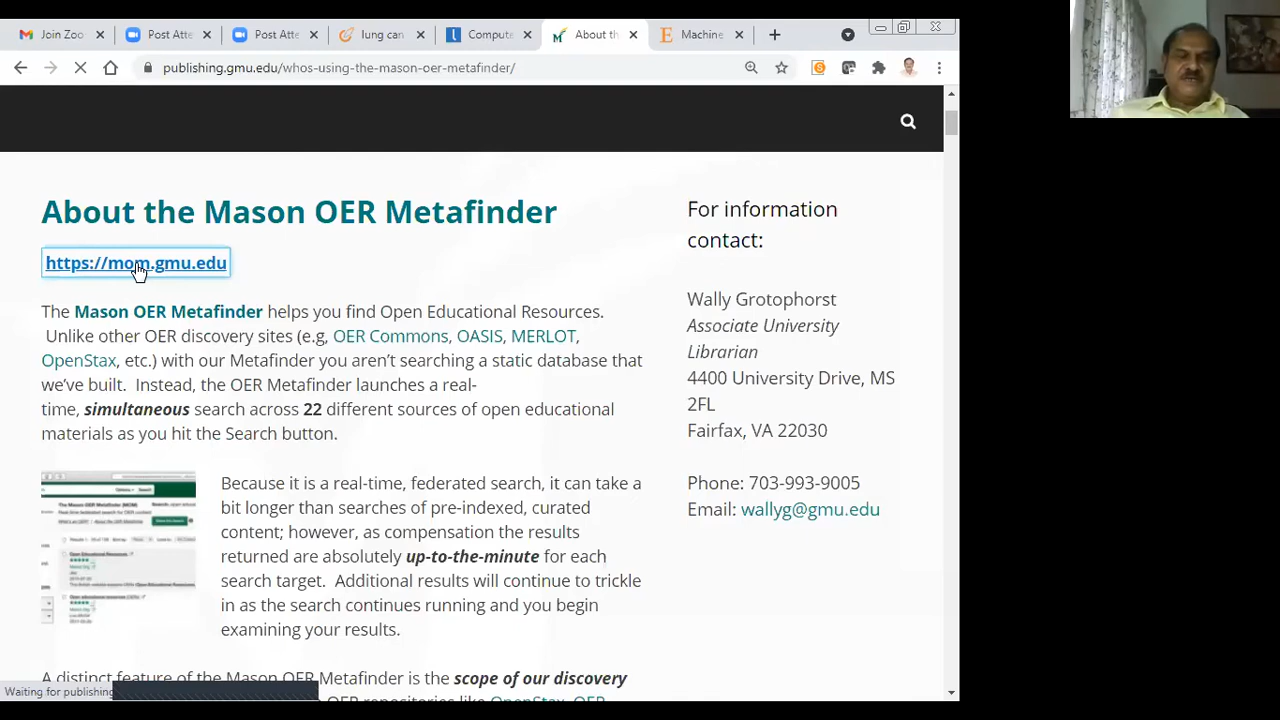 Join Zoo
Post Atte
Post Atte
lung can
Compute
About th
Machine
publishing.gmu.edu/whos-using-the-mason-oer-metafinder/
About the Mason OER Metafinder
https://mom.gmu.edu
The Mason OER Metafinder helps you find Open Educational Resources.
Unlike other OER discovery sites (e.g, OER Commons, OASIS, MERLOT,
OpenStax, etc.) with our Metafinder you aren't searching a static database that
we've built. Instead, the OER Metafinder launches a real-
time, simultaneous search across 22 different sources of open educational
materials as you hit the Search button.
Because it is a real-time, federated search, it can take a
bit longer than searches of pre-indexed, curated
content; however, as compensation the results
returned are absolutely up-to-the-minute for each
search target. Additional results will continue to trickle
in as the search continues running and you begin
examining your results.
A distinct feature of the Mason OER Metafinder is the scope of our discovery
OER repositories like OpenStax, OER
For information
contact:
Wally Grotophorst
Associate University
Librarian
4400 University Drive, MS
2FL
Fairfax, VA 22030
Phone: 703-993-9005
Email: wallyg@gmu.edu
Waiting for publishing